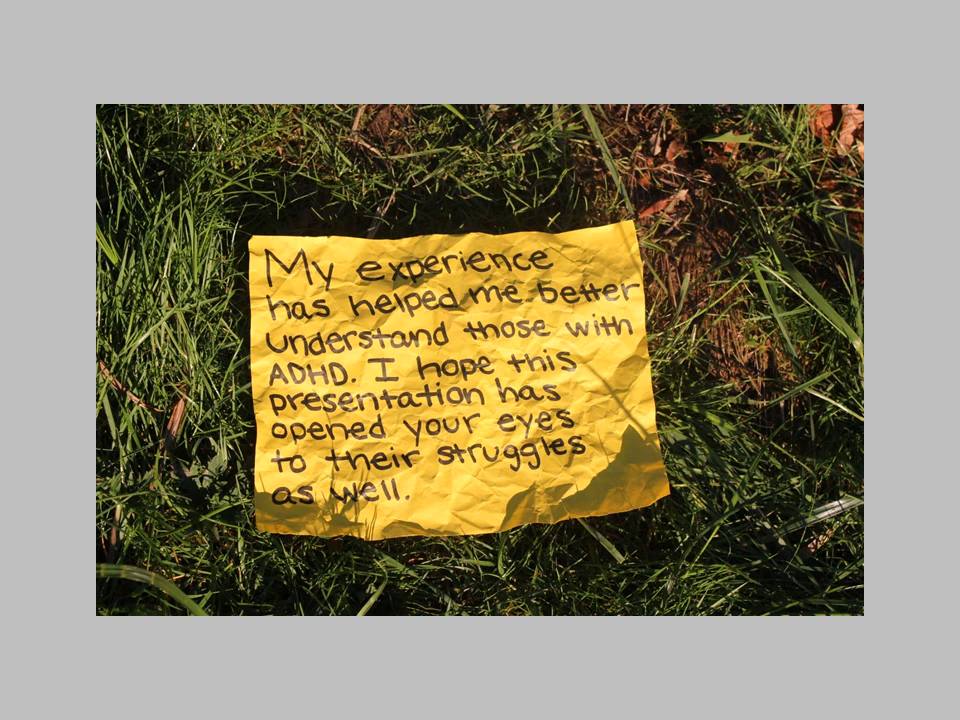 My experience
has helped me better
understand those with
ADHD. I hope this
presentation has
opened your eyes
to their struggles
as well.